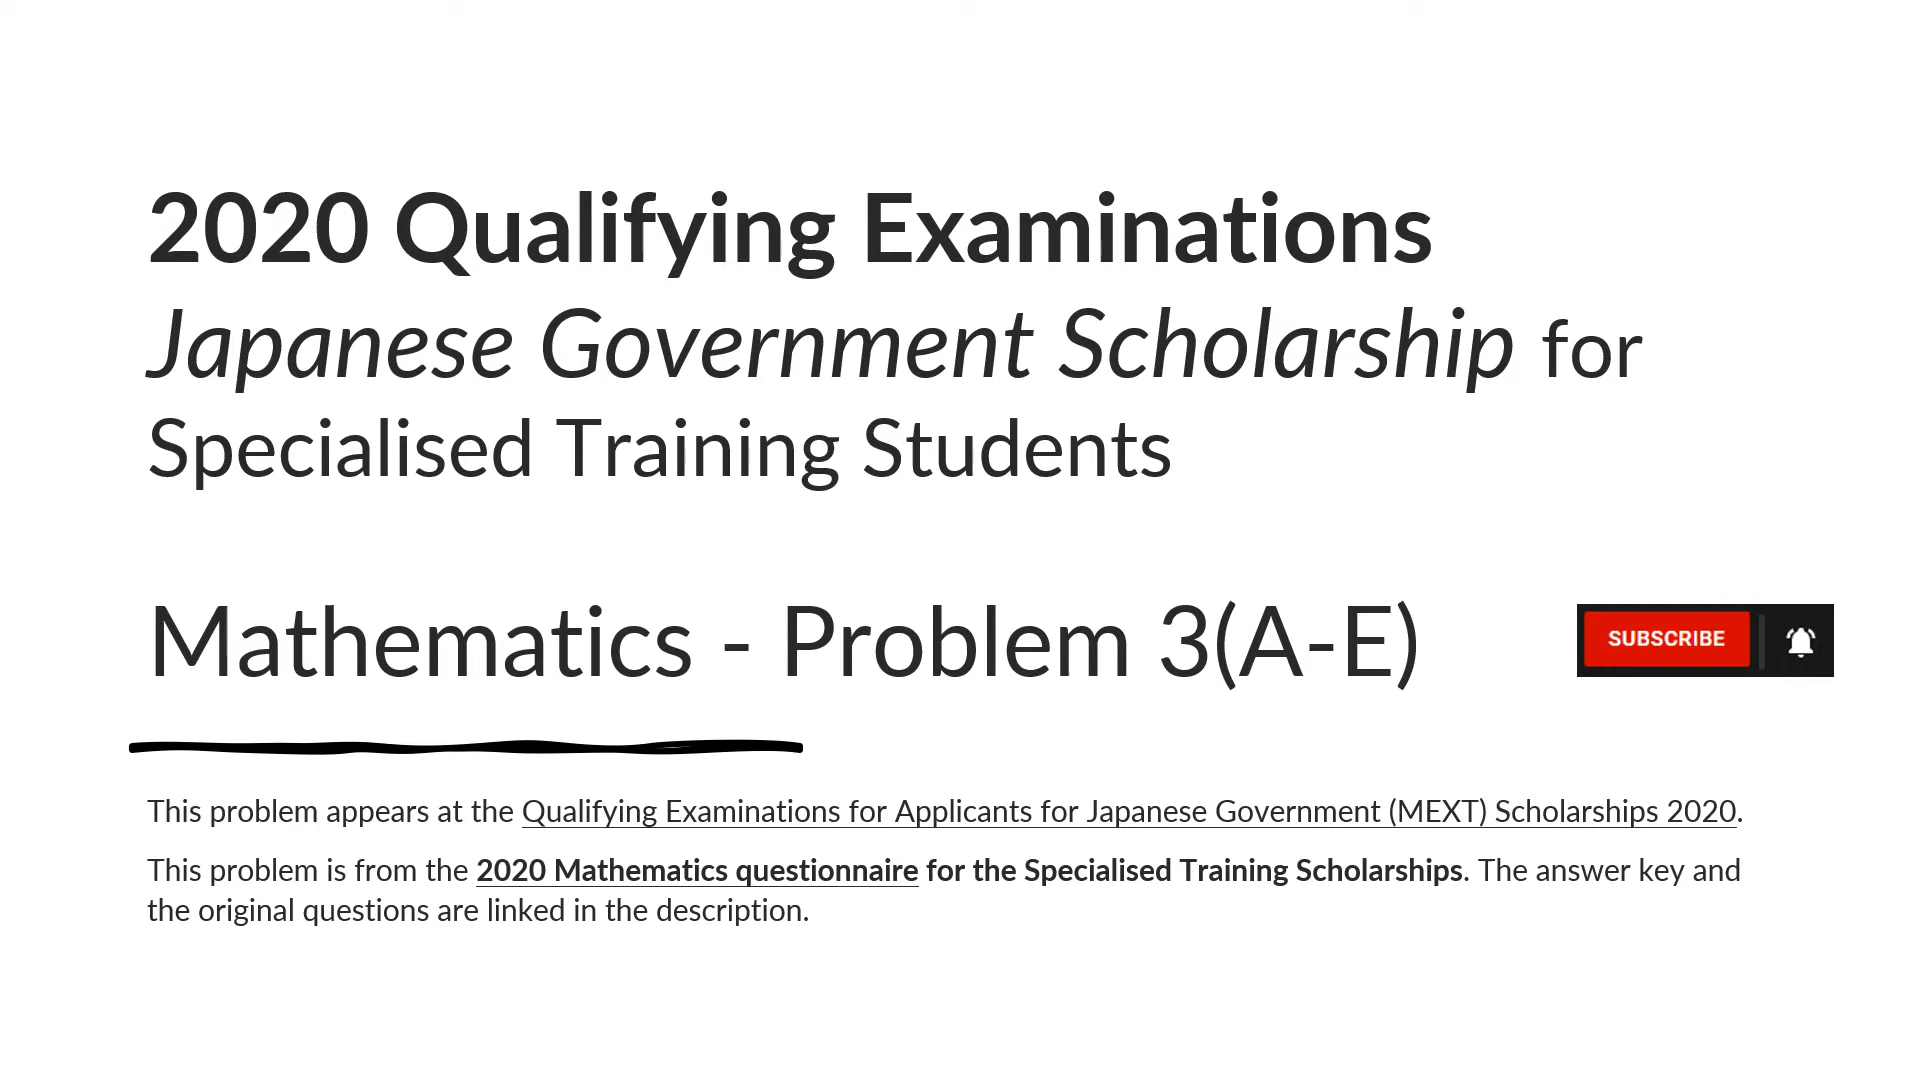 2020 Qualifying Examinations
Japanese Government Scholarship for
Specialised Training Students
Mathematics - Problem 3(A-E)
SUBSCRIBE
This problem appears at the Qualifying Examinations for Applicants for Japanese Government (MEXT) Scholarships 2020.
This problem is from the 2020 Mathematics questionnaire for the Specialised Training Scholarships. The answer key and
the original questions are linked in the description.